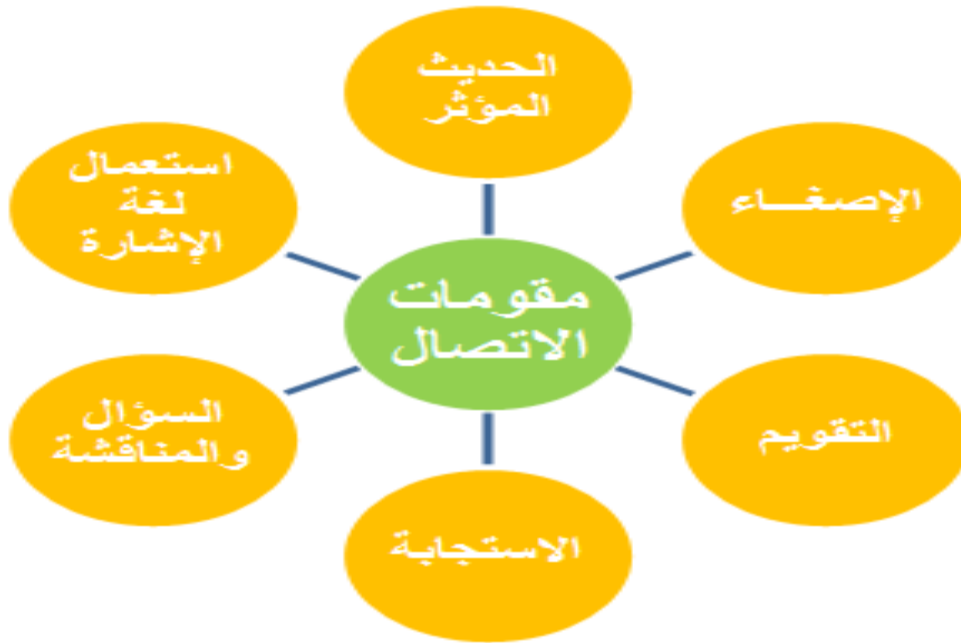 الحديث
المؤثر
الإصغـــاء
التقويم
الاستجابة
السؤال
والمناقشة
استعمال
لغة
الإشارة
مقومات
الاتصال